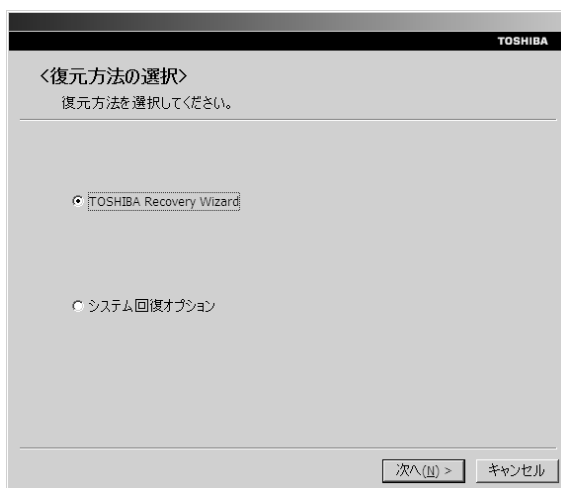 TOSHIBA
<復元方法の選択>
復元方法を選択してください。
TOSHIBA Recovery Wizard
システム回復オプション
次へ(N) >
キャンセル